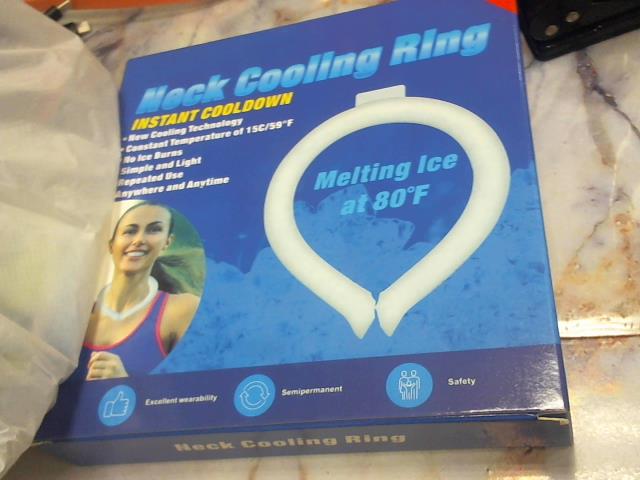 Neck Cooling Ring
INSTANT COOLDOWN
• New Cooling Technology
• Constant Temperature of 15C/59°F
No Ice Burns
Simple and Light
Repeated Use
Anywhere and Anytime
Melting Ice
at 80°F
Excellent wearability
Semipermanent
Safety
Neck Cooling Ring